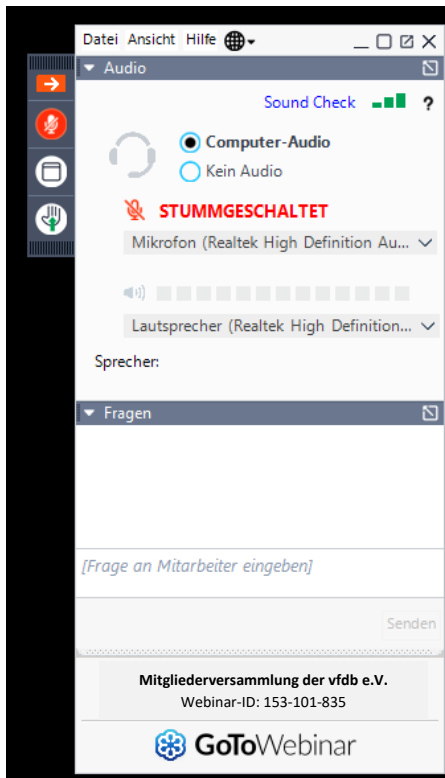 Datei Ansicht Hilfe
Audio
Sound Check ?
Computer-Audio
Kein Audio
STUMMGESCHALTET
Mikrofon (Realtek High Definition Au...
Lautsprecher (Realtek High Definition...
Sprecher:
Fragen
[Frage an Mitarbeiter eingeben]
Senden
Mitgliederversammlung der vfdb e.V.
Webinar-ID: 153-101-835
GoToWebinar